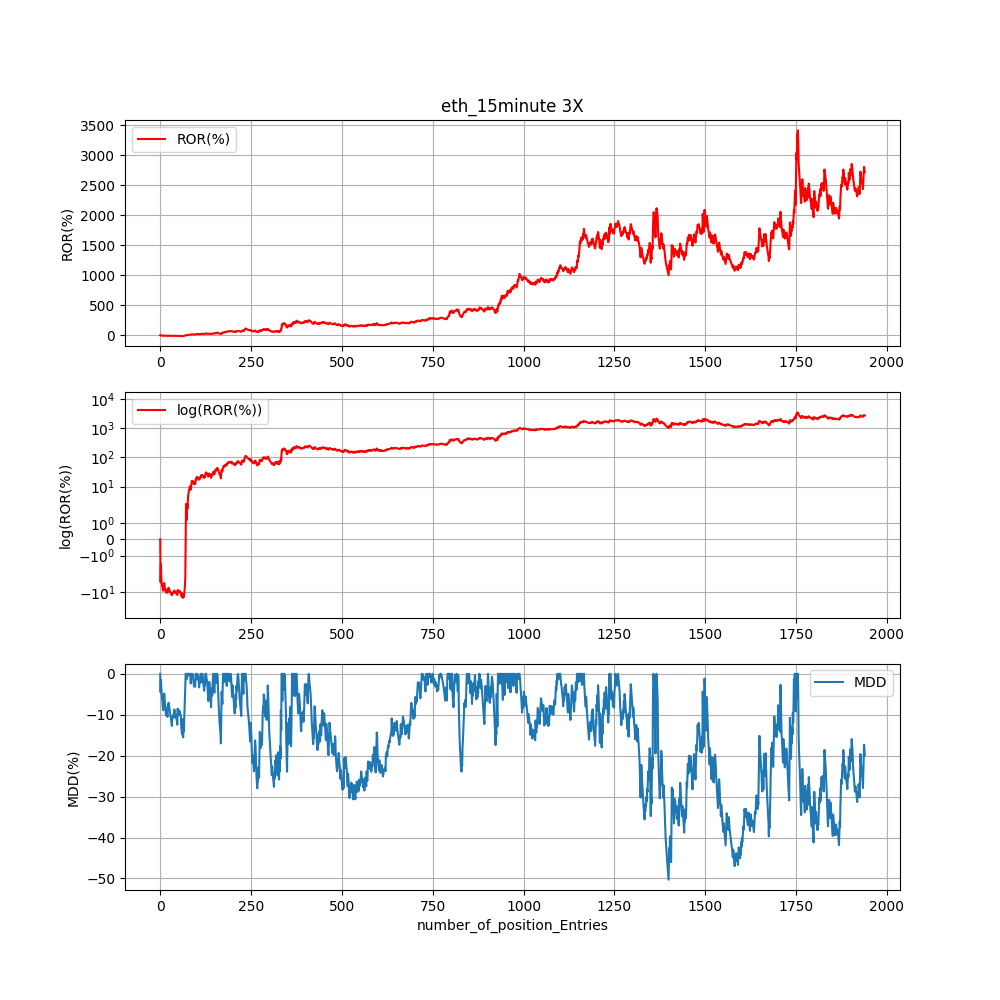 eth_15minute 3X
3500
3000
2500
2000
1500
1000
500
0
ROR(%)
ROR(%)
0 250 500 750 1000 1250 1500 1750 2000
10⁴
10³
10²
10¹
10⁰
0
−10⁰
−10¹
log(ROR(%))
log(ROR(%))
0 250 500 750 1000 1250 1500 1750 2000
0
−10
−20
−30
−40
−50
MDD(%)
MDD
0 250 500 750 1000 1250 1500 1750 2000
number_of_position_Entries